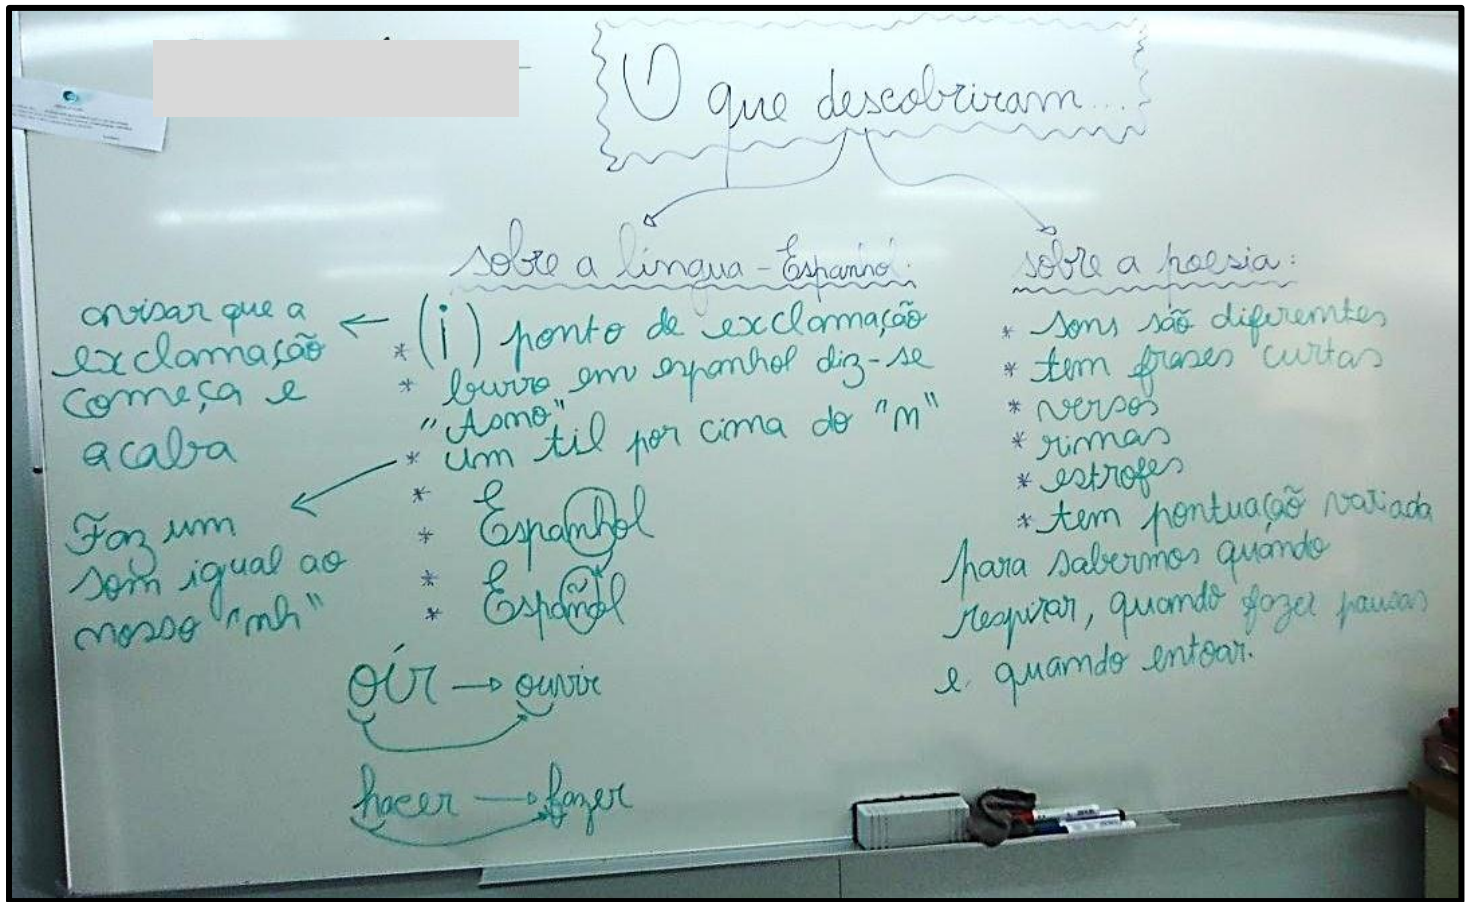 O que descobriram...
sobre a língua - Espanhol:
* (¡) ponto de exclamação
* burro em espanhol diz-se
"Asno"
* um til por cima do "n"
*
* Espanhol
*
* Español
oír → ouvir
hacer → fazer
avisar que a
exclamação
começa e
acaba
Faz um
som igual ao
nosso "nh"
sobre a poesia:
* sons são diferentes
* tem frases curtas
* versos
* rimas
* estrofes
* tem pontuação variada
para sabermos quando
respirar, quando fazer pausas
e quando entoar.